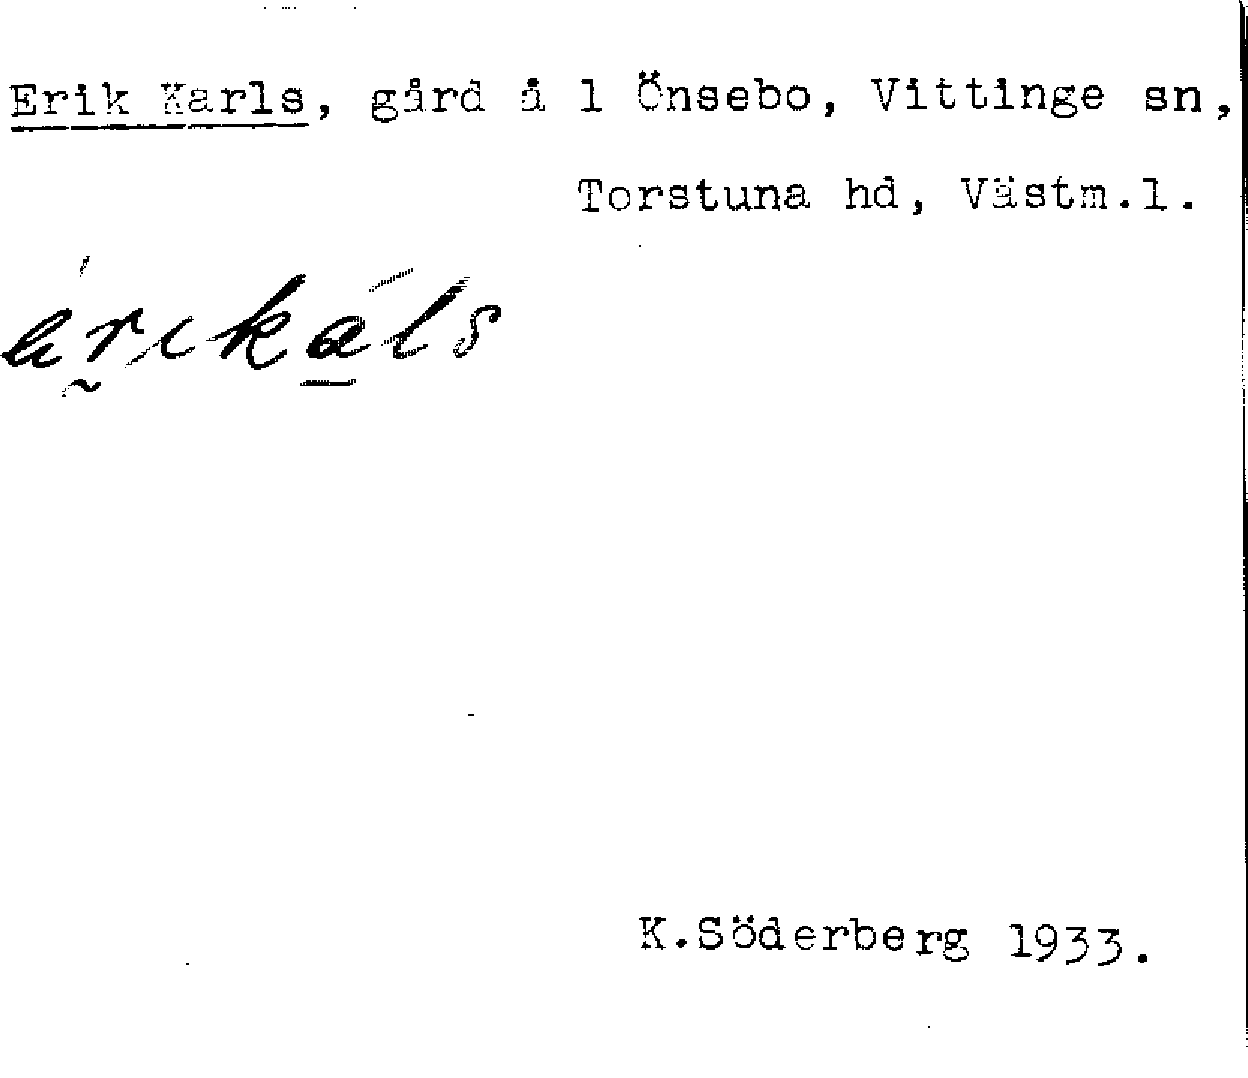 Erik Karls, gård å 1 Önsebo, Vittinge sn,
Torstuna hd, Västm.l.
K.Söderberg 1933.